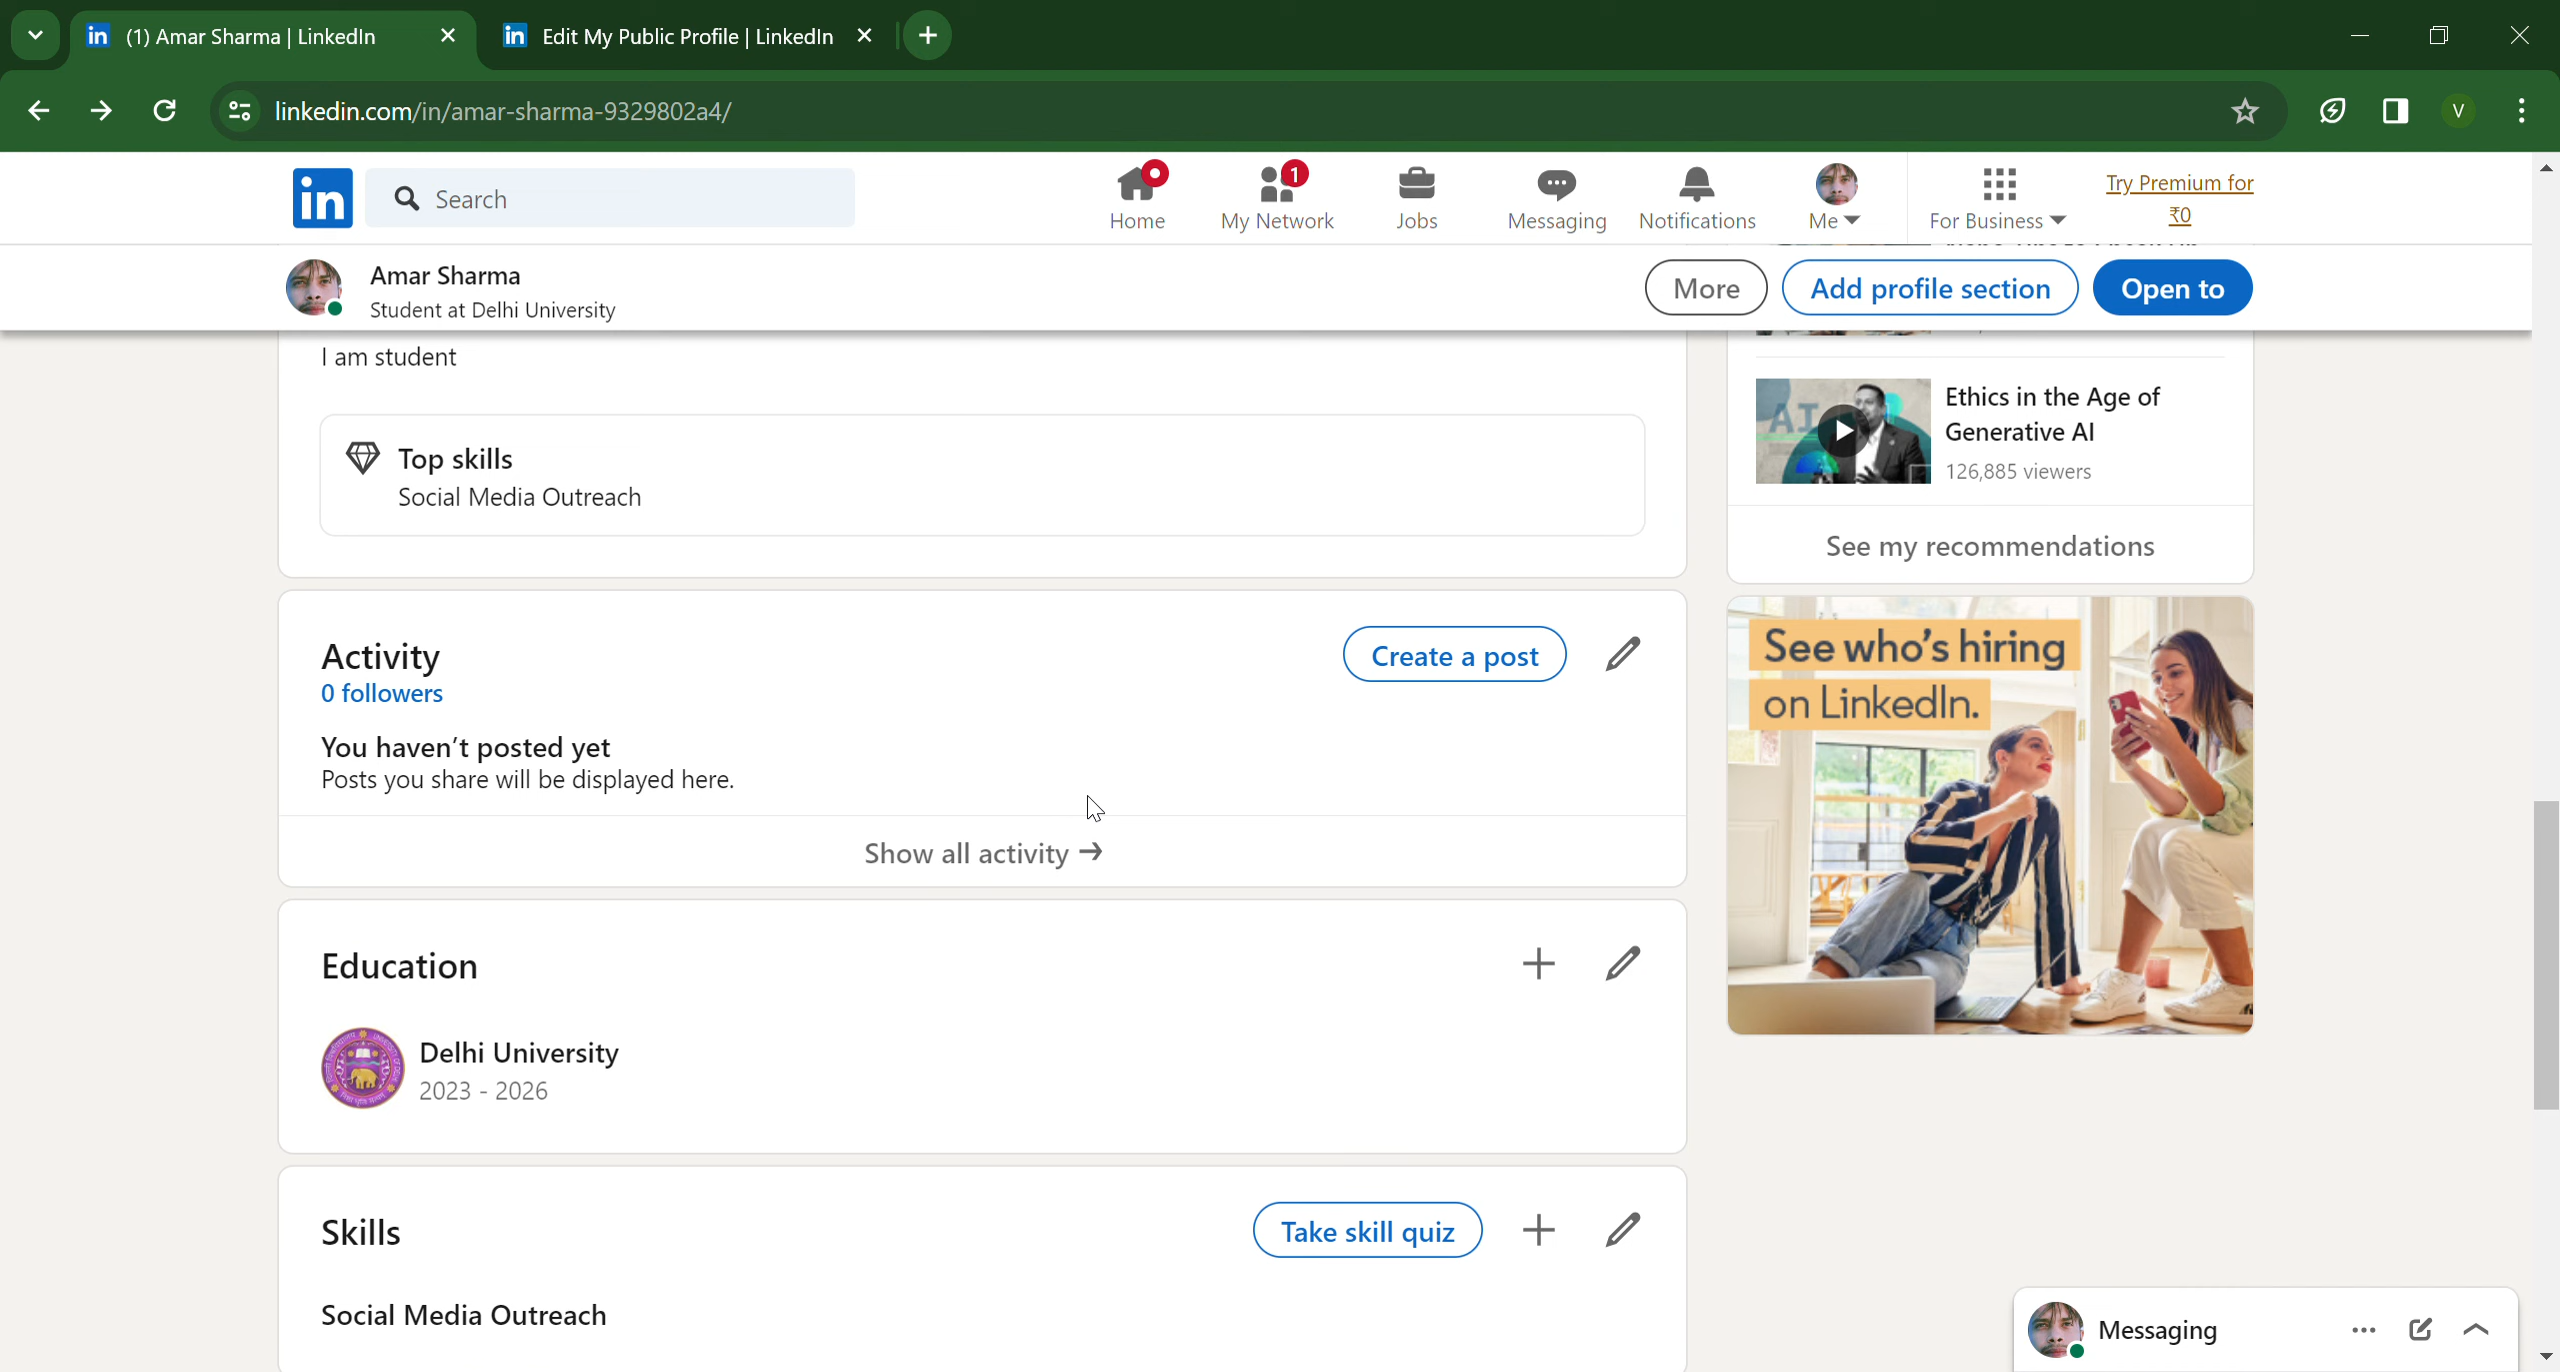 (1) Amar Sharma | LinkedIn
Edit My Public Profile | LinkedIn
linkedin.com/in/amar-sharma-9329802a4/
V
in
Search
Home
1
My Network
Jobs
Messaging
Notifications
Me
For Business
Try Premium for
₹0
Amar Sharma
Student at Delhi University
More
Add profile section
Open to
I am student
Top skills
Social Media Outreach
AI
Ethics in the Age of
Generative AI
126,885 viewers
See my recommendations
Activity
0 followers
Create a post
You haven't posted yet
Posts you share will be displayed here.
Show all activity →
See who's hiring
on LinkedIn.
Education
Delhi University
2023 - 2026
Skills
Take skill quiz
Social Media Outreach
Messaging